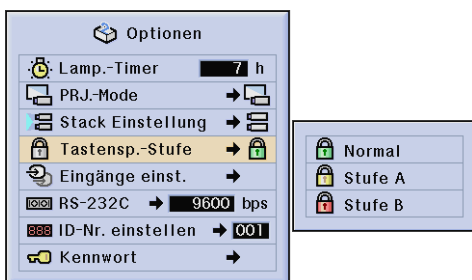 Optionen
Lamp.-Timer 7 h
PRJ.-Mode
Stack Einstellung
Tastensp.-Stufe
Eingänge einst.
RS-232C 9600 bps
ID-Nr. einstellen 001
Kennwort
Normal
Stufe A
Stufe B